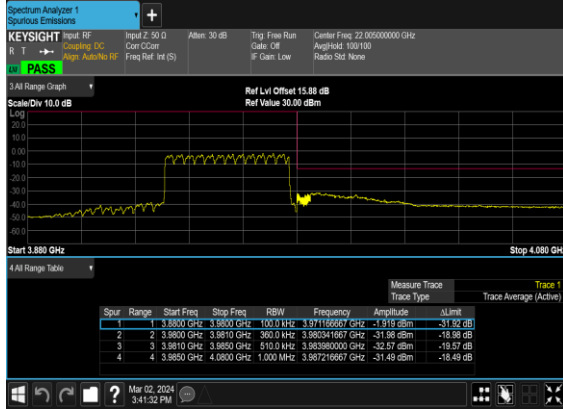 Spectrum Analyzer 1
Spurious Emissions
KEYSIGHT Input: RF Input Z: 50 Ω Atten: 30 dB Trig: Free Run Center Freq: 22.005000000 GHz
R T Coupling: DC Corr CCorr Gate: Off Avg|Hold: 100/100
Align: Auto/No RF Freq Ref: Int (S) IF Gain: Low Radio Std: None
PASS
3 All Range Graph Ref Lvl Offset 15.88 dB
Scale/Div 10.0 dB Ref Value 30.00 dBm
Log
20.0
10.0
0.00
-10.0
-20.0
-30.0
-40.0
-50.0
-60.0
Start 3.880 GHz Stop 4.080 GHz
4 All Range Table
Measure Trace Trace 1
Trace Type Trace Average (Active)
Spur Range Start Freq Stop Freq RBW Frequency Amplitude ΔLimit
1 1 3.8800 GHz 3.9800 GHz 100.0 kHz 3.971166667 GHz -1.919 dBm -31.92 dB
2 2 3.9800 GHz 3.9810 GHz 360.0 kHz 3.980341667 GHz -31.98 dBm -18.98 dB
3 3 3.9810 GHz 3.9850 GHz 510.0 kHz 3.983980000 GHz -32.57 dBm -19.57 dB
4 4 3.9850 GHz 4.0800 GHz 1.000 MHz 3.987216667 GHz -31.49 dBm -18.49 dB
Mar 02, 2024
3:41:32 PM